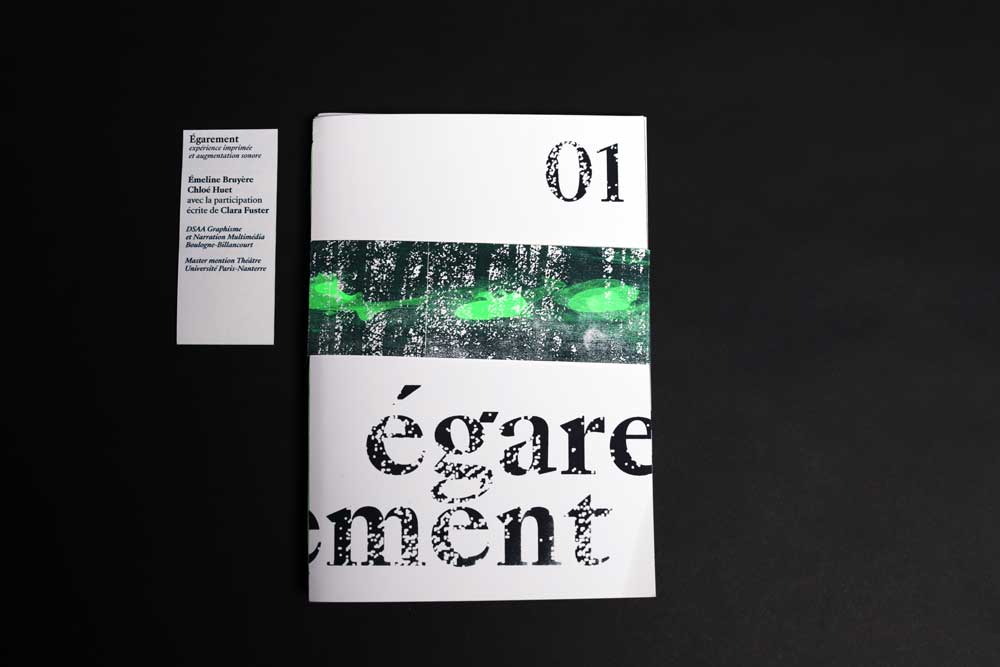 Égarement
expérience imprimée
et augmentation sonore
Émeline Bruyère
Chloé Huet
avec la participation
écrite de Clara Fuster
DSAA Graphisme
et Narration Multimédia
Boulogne-Billancourt
Master mention Théâtre
Université Paris-Nanterre
01
égare
ement